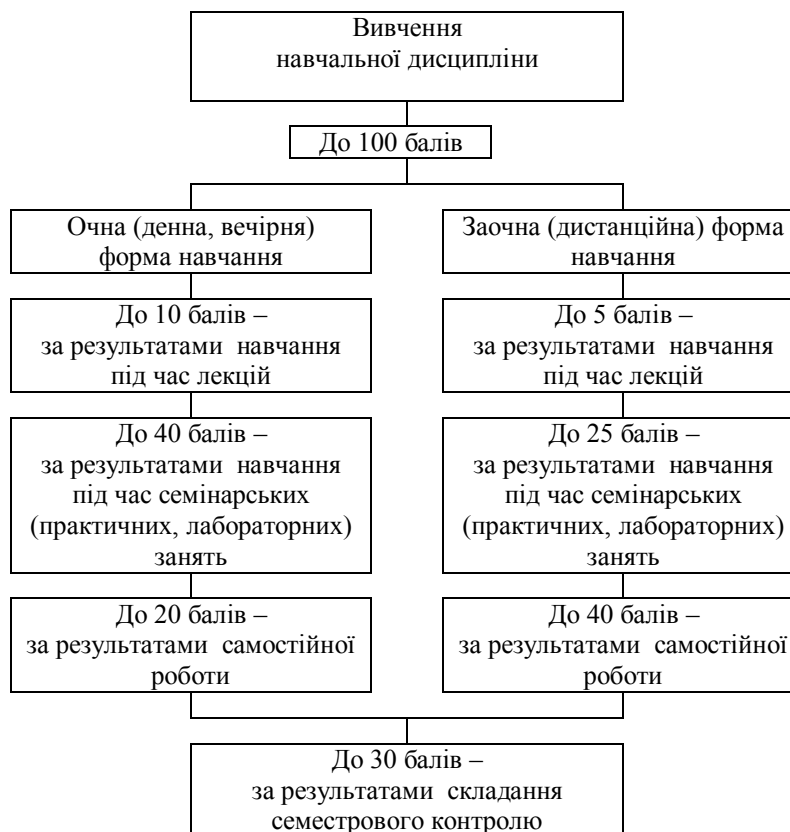 Вивчення
навчальної дисципліни
До 100 балів
Очна (денна, вечірня)
форма навчання
До 10 балів –
за результатами навчання
під час лекцій
До 40 балів –
за результатами навчання
під час семінарських
(практичних, лабораторних)
занять
До 20 балів –
за результатами самостійної
роботи
Заочна (дистанційна) форма
навчання
До 5 балів –
за результатами навчання
під час лекцій
До 25 балів –
за результатами навчання
під час семінарських
(практичних, лабораторних)
занять
До 40 балів –
за результатами самостійної
роботи
До 30 балів –
за результатами складання
семестрового контролю